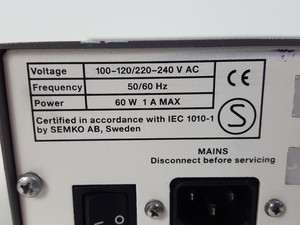 Voltage 100-120/220-240 V AC
Frequency 50/60 Hz
Power 60 W 1 A MAX
Certified in accordance with IEC 1010-1
by SEMKO AB, Sweden
CE
S
MAINS
Disconnect before servicing
O
I